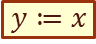 y := x